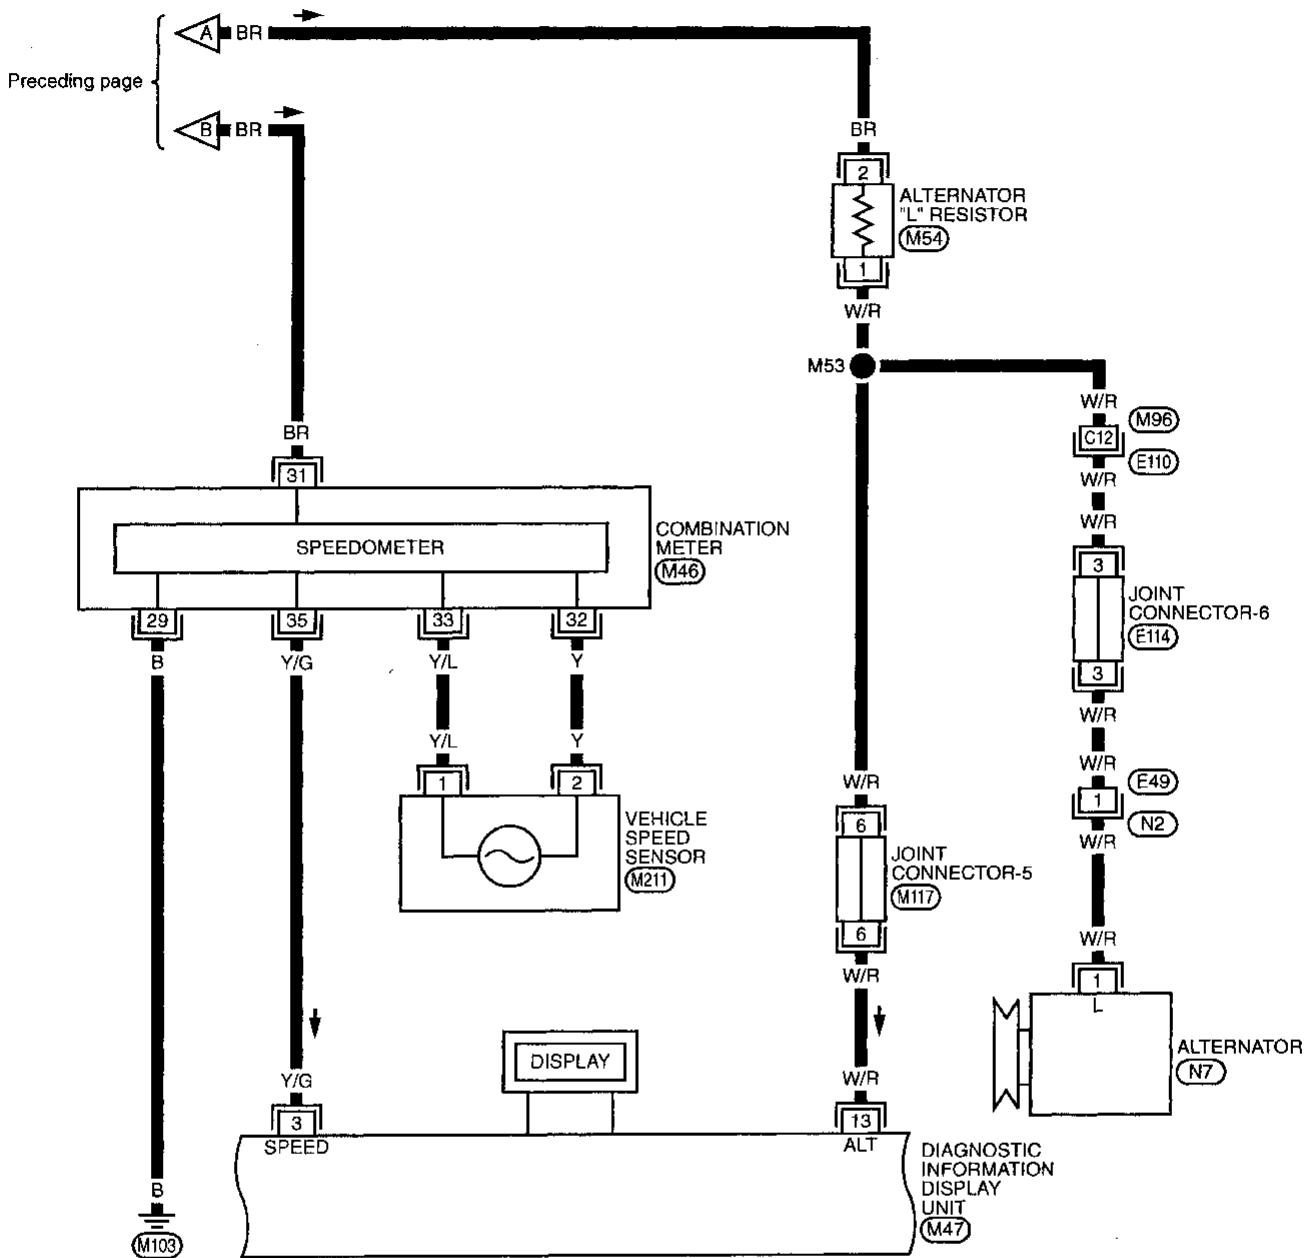 A BR
Preceding page
B BR
BR
2
ALTERNATOR
"L" RESISTOR
M54
1
W/R
M53
W/R
M96
C12
E110
W/R
W/R
BR
31
SPEEDOMETER
COMBINATION
METER
M46
3
JOINT
CONNECTOR-6
E114
3
29 35 33 32
B Y/G Y/L Y
W/R
Y/L Y
W/R
E49
1
N2
W/R
1 2
VEHICLE
SPEED
SENSOR
M211
W/R
6
JOINT
CONNECTOR-5
M117
6
W/R
W/R
1
L
ALTERNATOR
N7
DISPLAY
Y/G
3
SPEED
W/R
13
ALT
DIAGNOSTIC
INFORMATION
DISPLAY
UNIT
M47
B
M103